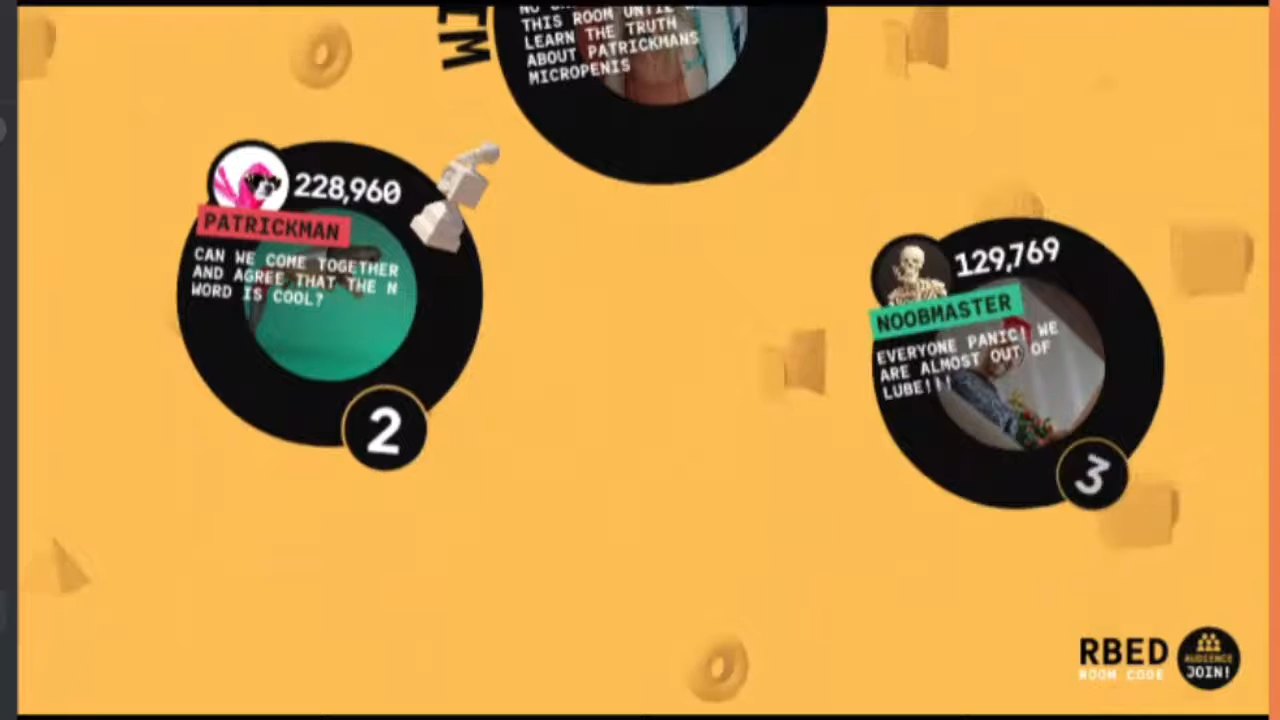 THIS ROOM UNTIL
LEARN THE TRUTH
ABOUT PATRICKMANS
MICROPENIS
228,960
PATRICKMAN
CAN WE COME TOGETHER
AND AGREE THAT THE N
WORD IS COOL?
2
129,769
NOOBMASTER
EVERYONE PANIC! WE
ARE ALMOST OUT OF
LUBE!!!
3
RBED
ROOM CODE
AUDIENCE
JOIN!